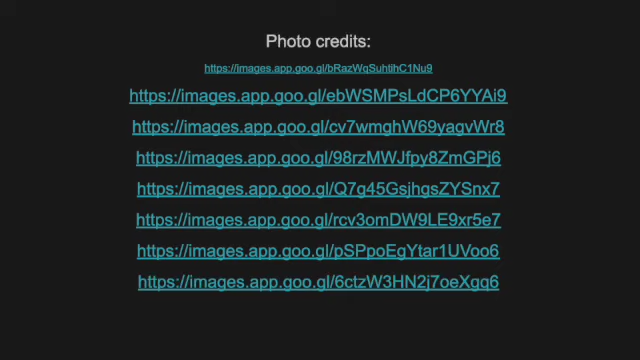 Photo credits:
https://images.app.goo.gl/bRazWqSuhtihC1Nu9
https://images.app.goo.gl/ebWSMPsLdCP6YYAi9
https://images.app.goo.gl/cv7wmghW69yagvWr8
https://images.app.goo.gl/98rzMWJfpy8ZmGPj6
https://images.app.goo.gl/Q7g45GsjhgsZYSnx7
https://images.app.goo.gl/rcv3omDW9LE9xr5e7
https://images.app.goo.gl/pSPpoEgYtar1UVoo6
https://images.app.goo.gl/6ctzW3HN2j7oeXgq6